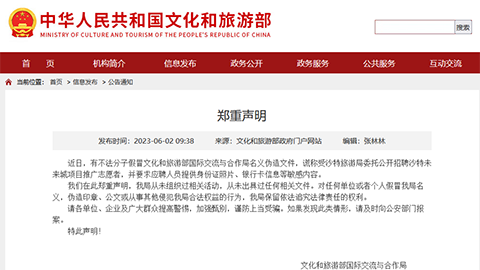 中华人民共和国文化和旅游部
MINISTRY OF CULTURE AND TOURISM OF THE PEOPLE'S REPUBLIC OF CHINA
搜索
首 页 机构简介 信息发布 政务公开 政务服务 公共服务 互动交流
当前位置: 首页 > 信息发布 > 公告通知
郑重声明
发布时间：2023-06-02 09:38 来源：文化和旅游部政府门户网站 编辑：张林林
近日，有不法分子假冒文化和旅游部国际交流与合作局名义伪造文件，谎称受沙特旅游局委托公开招聘沙特未
来城项目推广志愿者，并要求应聘人员提供身份证照片、银行卡信息等敏感内容。
我们在此郑重声明，我局从未组织过相关活动，从未出具过任何相关文件，对任何单位或者个人假冒我局名
义，伪造印章、公文或从事其他侵犯我局合法权益的行为，我局保留依法追究法律责任的权利。
请各单位、企业及广大群众提高警惕，加强甄别，谨防上当受骗，如果发现此类情形，请及时向公安部门报
案。
特此声明！
文化和旅游部国际交流与合作局